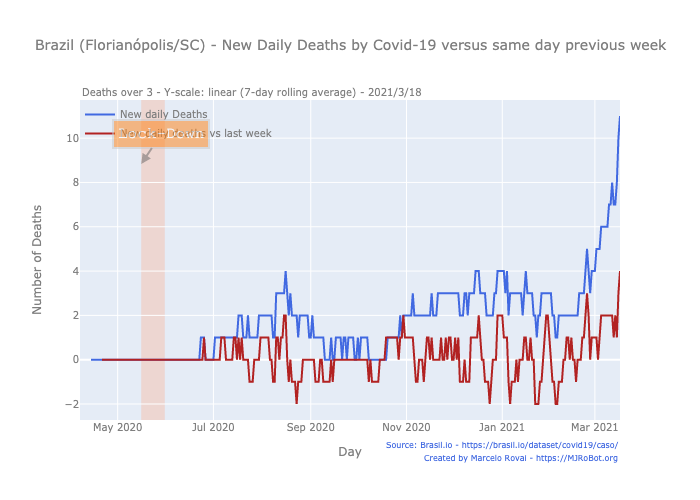 Brazil (Florianópolis/SC) - New Daily Deaths by Covid-19 versus same day previous week
Deaths over 3 - Y-scale: linear (7-day rolling average) - 2021/3/18
New daily Deaths
New daily Deaths vs last week
Number of Deaths
10
8
6
4
2
0
−2
May 2020
Jul 2020
Sep 2020
Nov 2020
Jan 2021
Mar 2021
Day
Source: Brasil.io - https://brasil.io/dataset/covid19/caso/
Created by Marcelo Rovai - https://MJRoBot.org